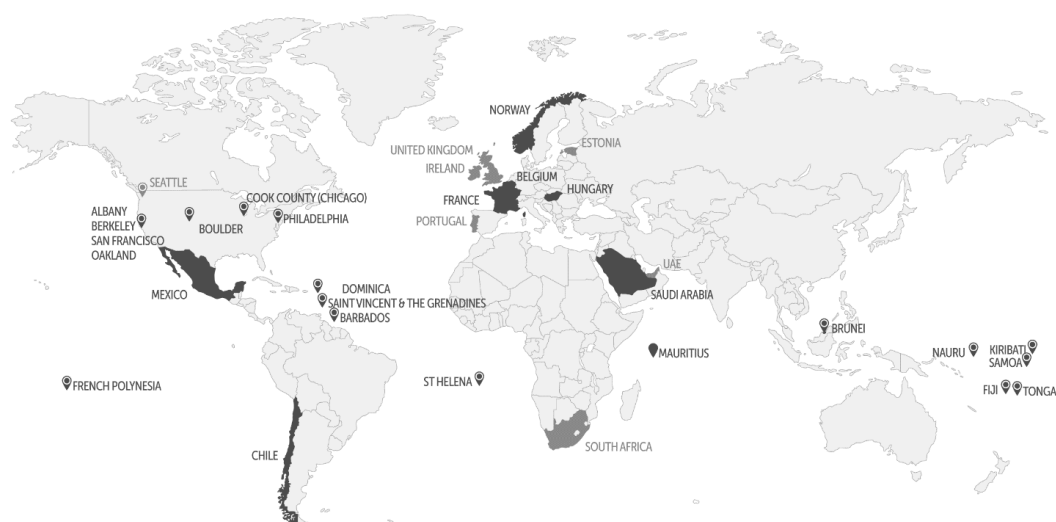 NORWAY
UNITED KINGDOM
ESTONIA
IRELAND
BELGIUM
SEATTLE
HUNGARY
COOK COUNTY (CHICAGO)
FRANCE
ALBANY
BERKELEY
SAN FRANCISCO
OAKLAND
BOULDER
PHILADELPHIA
PORTUGAL
UAE
MEXICO
DOMINICA
SAINT VINCENT & THE GRENADINES
BARBADOS
SAUDI ARABIA
BRUNEI
MAURITIUS
NAURU
KIRIBATI
SAMOA
FRENCH POLYNESIA
ST HELENA
FIJI
TONGA
SOUTH AFRICA
CHILE